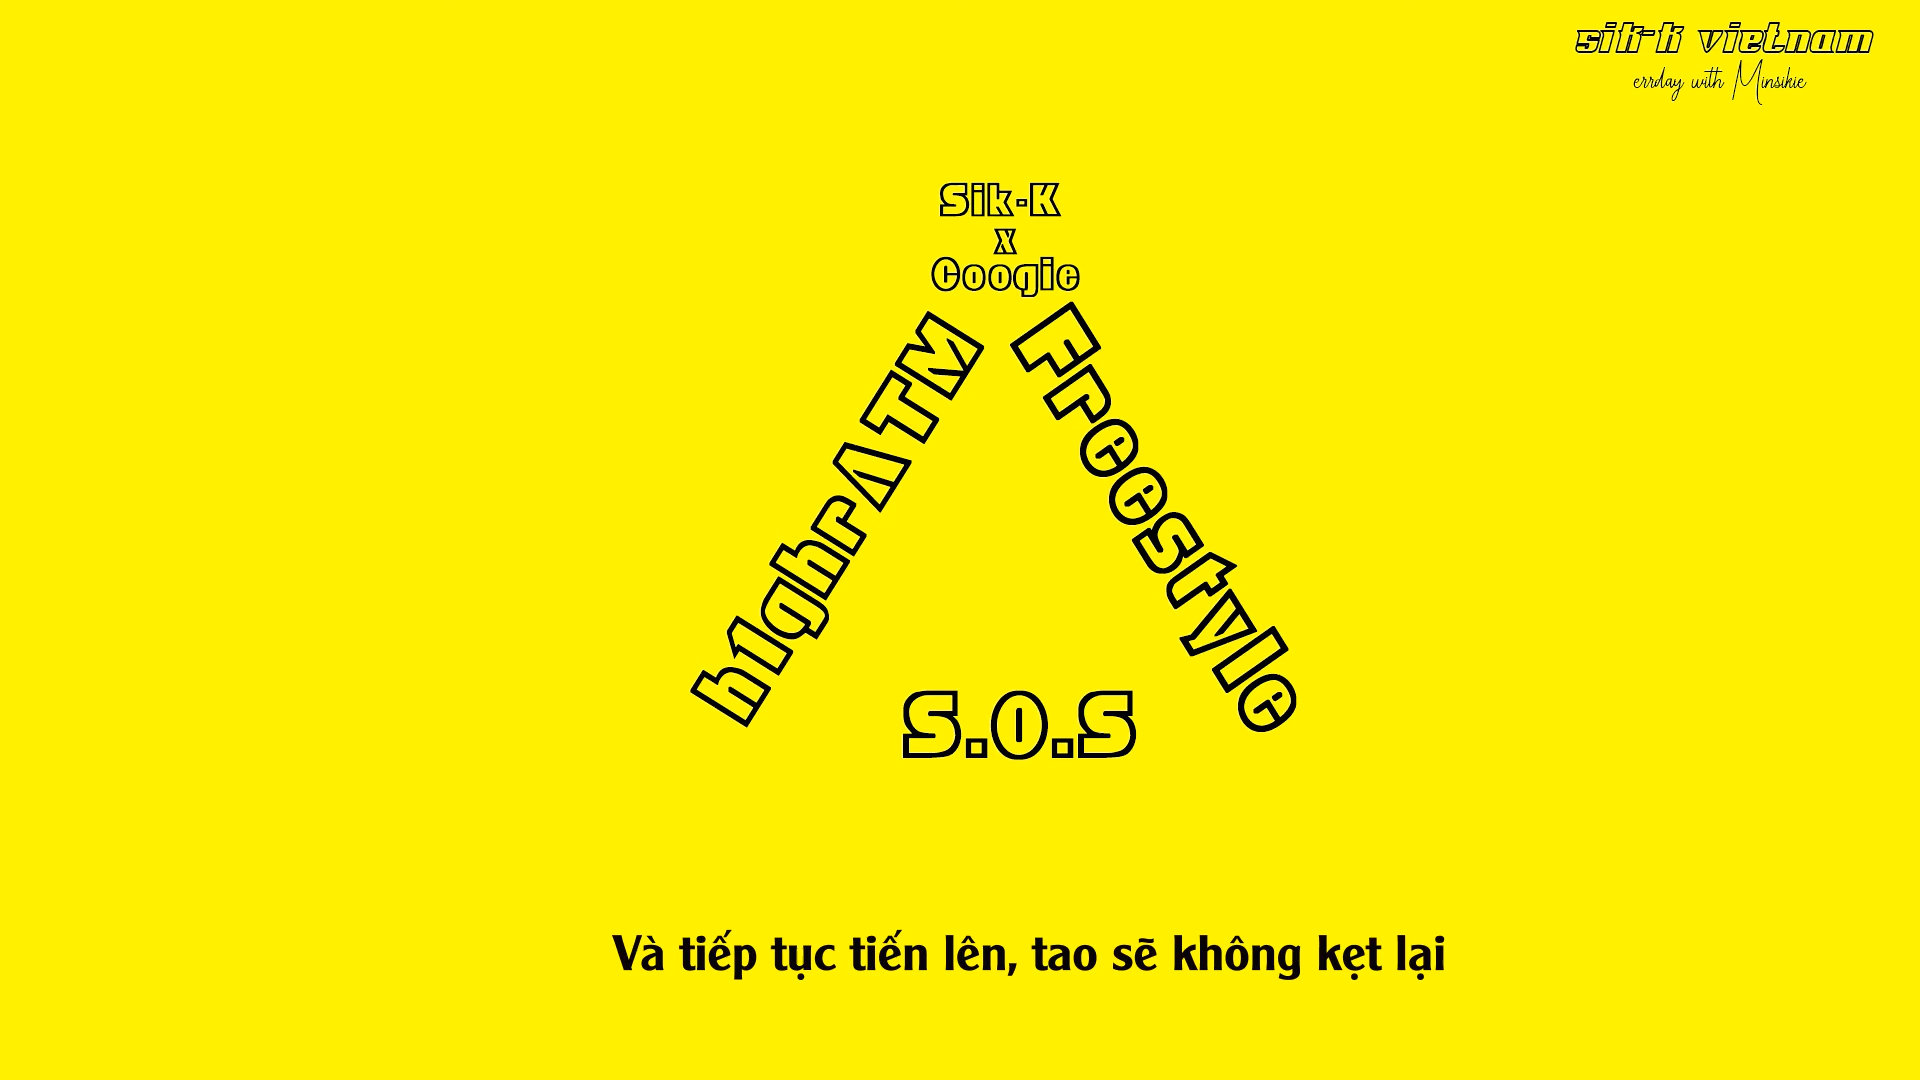 sik-k vietnam
errday with Minsikie
Sik-K
x
Coogie
h1ghrATM
Freestyle
S.O.S
Và tiếp tục tiến lên, tao sẽ không kẹt lại